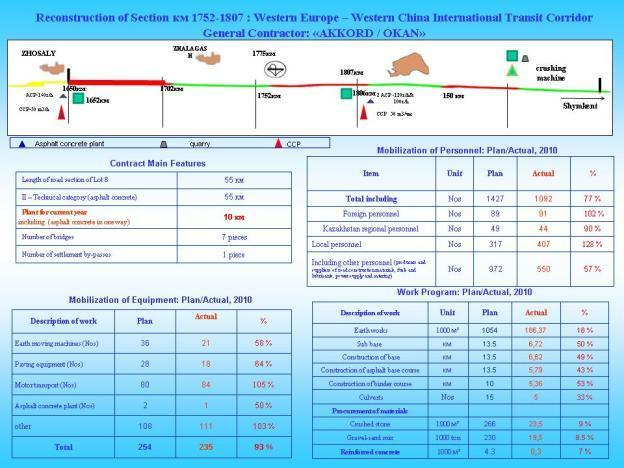 Reconstruction of Section км 1752-1807 : Western Europe – Western China International Transit Corridor
General Contractor: «AKKORD / OKAN»
ZHOSALY
ZHALAGAS
H
1775км
1807км
crushing
machine
1650км
1652км
1702км
1752км
1806км
150 км
Shymkent
Asphalt concrete plant
quarry
CCP
Contract Main Features
Length of road section of Lot 8 55 км
II – Technical category (asphalt concrete) 55 км
Plant for current year
including (asphalt concrete in one way) 10 км
Number of bridges 7 pieces
Number of settlement by-passes 1 piece
Mobilization of Personnel: Plan/Actual, 2010
Item Unit Plan Actual %
Total including Nos 1427 1092 77 %
Foreign personnel Nos 89 91 102 %
Kazakhstan regional personnel Nos 49 44 90 %
Local personnel Nos 317 407 128 %
Including other personnel Nos 972 550 57 %
Mobilization of Equipment: Plan/Actual, 2010
Description of work Plan Actual %
Earth moving machines (Nos) 36 21 58 %
Paving equipment (Nos) 28 18 64 %
Motor transport (Nos) 80 84 105 %
Asphalt concrete plant (Nos) 2 1 50 %
other 108 111 103 %
Total 254 235 93 %
Work Program: Plan/Actual, 2010
Description of work Unit Plan Actual %
Earth works 1000 м³ 1054 186,37 18 %
Sub base км 13.5 6,72 50 %
Construction of base км 13.5 6,62 49 %
Construction of asphalt base course км 13.5 5,79 43 %
Construction of binder course км 10 5,36 53 %
Culverts Nos 15 5 33 %
Procurement of materials
Crushed stone 1000 м³ 266 23,5 9 %
Gravel-sand mix 1000 ton 230 19,5 8.5 %
Reinforced concrete 1000 м³ 4.3 0,3 7 %